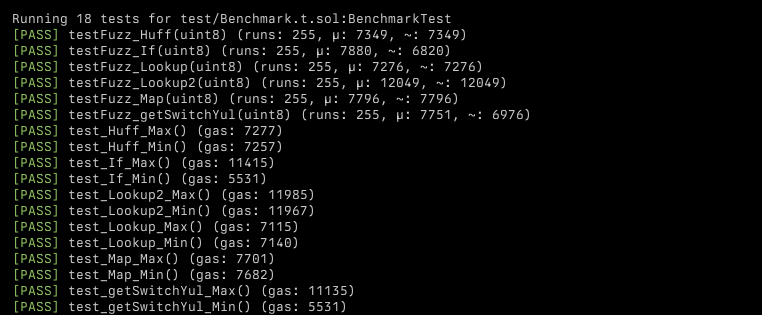 Running 18 tests for test/Benchmark.t.sol:BenchmarkTest
[PASS] testFuzz_Huff(uint8) (runs: 255, μ: 7349, ~: 7349)
[PASS] testFuzz_If(uint8) (runs: 255, μ: 7880, ~: 6820)
[PASS] testFuzz_Lookup(uint8) (runs: 255, μ: 7276, ~: 7276)
[PASS] testFuzz_Lookup2(uint8) (runs: 255, μ: 12049, ~: 12049)
[PASS] testFuzz_Map(uint8) (runs: 255, μ: 7796, ~: 7796)
[PASS] testFuzz_getSwitchYul(uint8) (runs: 255, μ: 7751, ~: 6976)
[PASS] test_Huff_Max() (gas: 7277)
[PASS] test_Huff_Min() (gas: 7257)
[PASS] test_If_Max() (gas: 11415)
[PASS] test_If_Min() (gas: 5531)
[PASS] test_Lookup2_Max() (gas: 11985)
[PASS] test_Lookup2_Min() (gas: 11967)
[PASS] test_Lookup_Max() (gas: 7115)
[PASS] test_Lookup_Min() (gas: 7140)
[PASS] test_Map_Max() (gas: 7701)
[PASS] test_Map_Min() (gas: 7682)
[PASS] test_getSwitchYul_Max() (gas: 11135)
[PASS] test_getSwitchYul_Min() (gas: 5531)